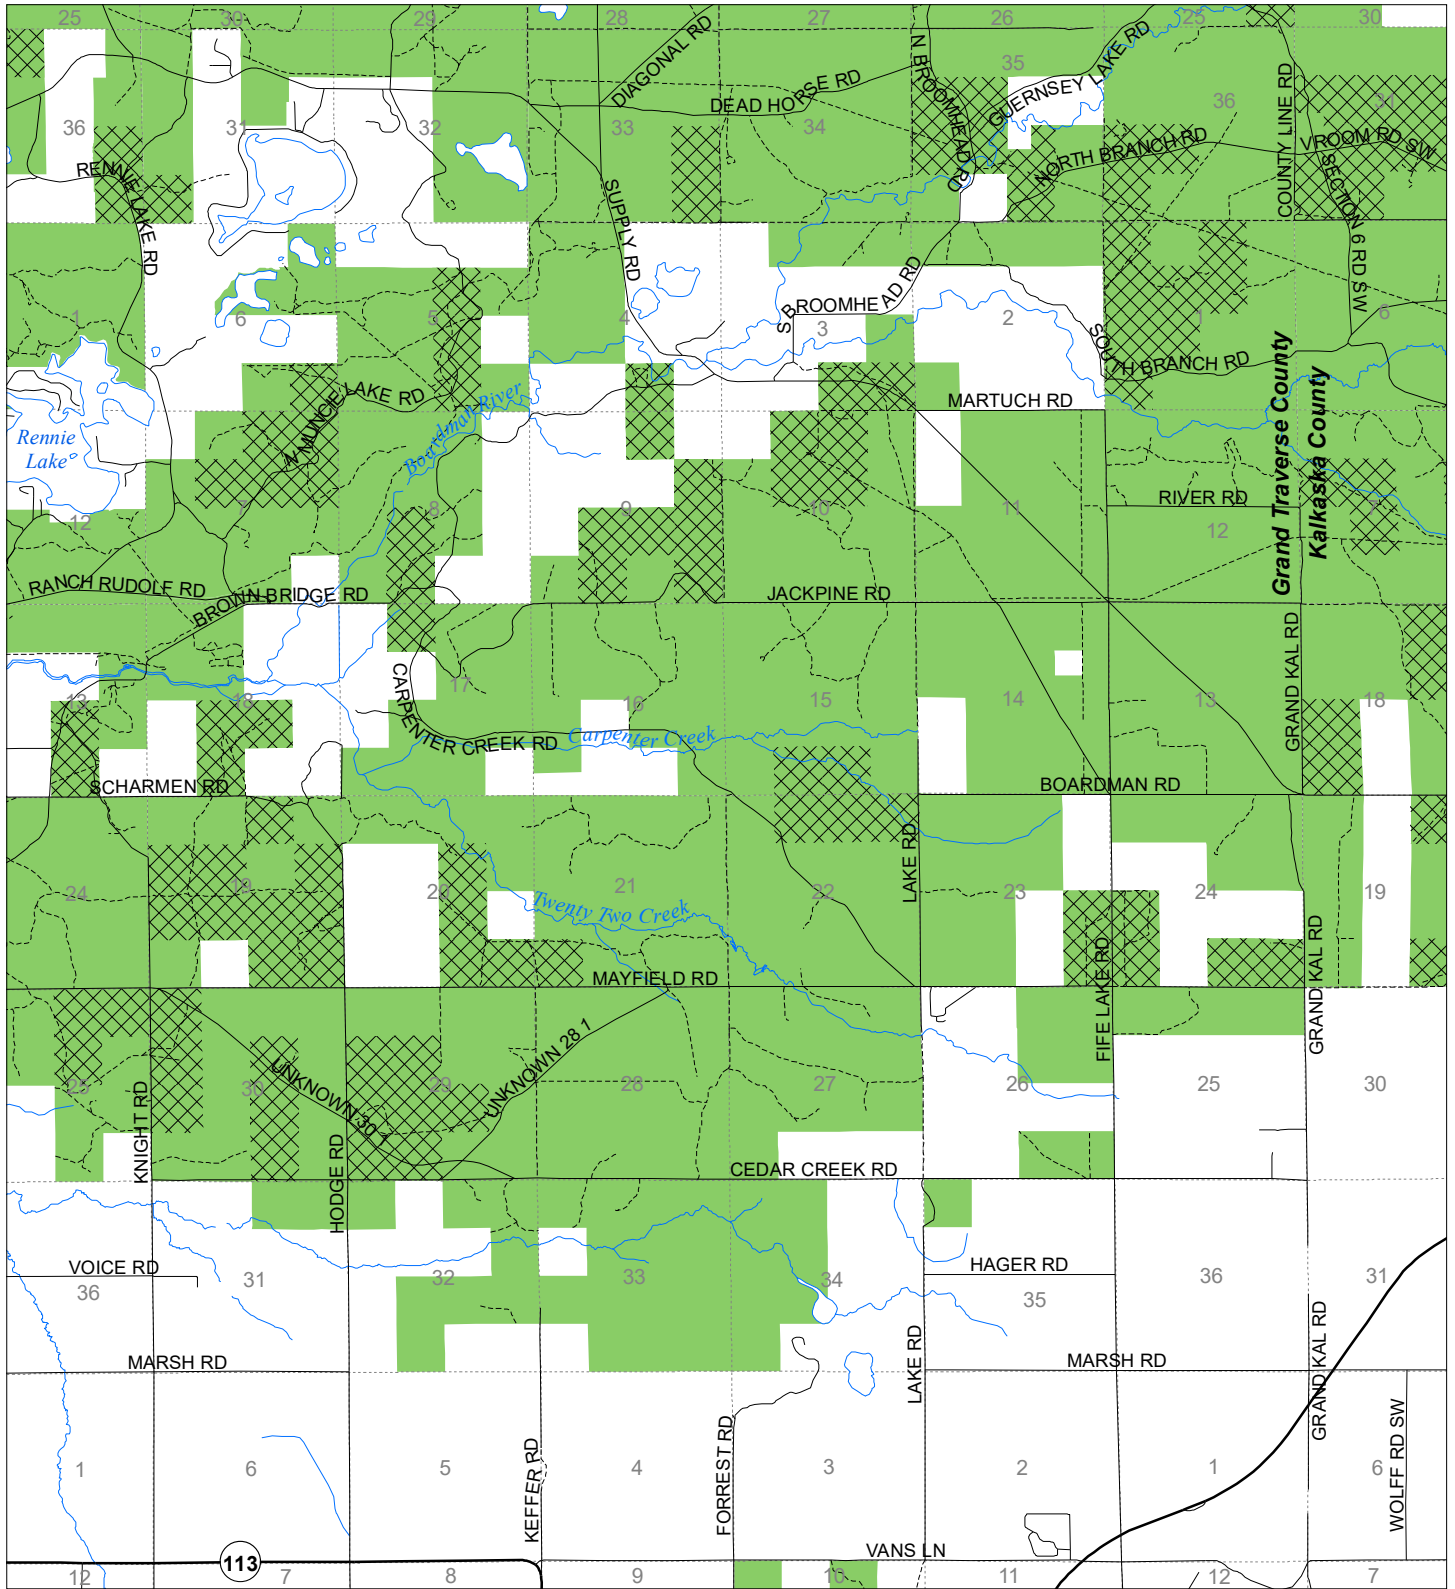 25
30
29
28
27
26
25
30
DIAGONAL RD
N BROOMHEAD RD
35
GUERNSEY LAKE RD
COUNTY LINE RD
DEAD HORSE RD
36
31
32
33
34
36
31
RENNIE LAKE RD
NORTH BRANCH RD
VROOM RD SW
SUPPLY RD
SECTION 6 RD SW
S BROOMHEAD RD
1
6
5
4
3
2
1
6
SOUTH BRANCH RD
Grand Traverse County
Kalkaska County
N MUNCIE LAKE RD
MARTUCH RD
Rennie
Lake
Boardman River
12
7
8
9
10
11
RIVER RD
12
7
RANCH RUDOLF RD
BROWN BRIDGE RD
JACKPINE RD
GRAND KAL RD
13
18
17
16
15
14
13
18
CARPENTER CREEK RD
Carpenter Creek
SCHARMEN RD
BOARDMAN RD
LAKE RD
24
19
20
21
22
23
24
19
Twenty Two Creek
MAYFIELD RD
FIFE LAKE RD
GRAND KAL RD
UNKNOWN 28 1
UNKNOWN 30 1
25
30
29
28
27
26
25
30
KNIGHT RD
HODGE RD
CEDAR CREEK RD
VOICE RD
36
31
32
33
34
HAGER RD
35
36
31
MARSH RD
LAKE RD
MARSH RD
GRAND KAL RD
WOLFF RD SW
KEFFER RD
FORREST RD
1
6
5
4
3
2
1
6
VANS LN
113
12
7
8
9
10
11
12
7